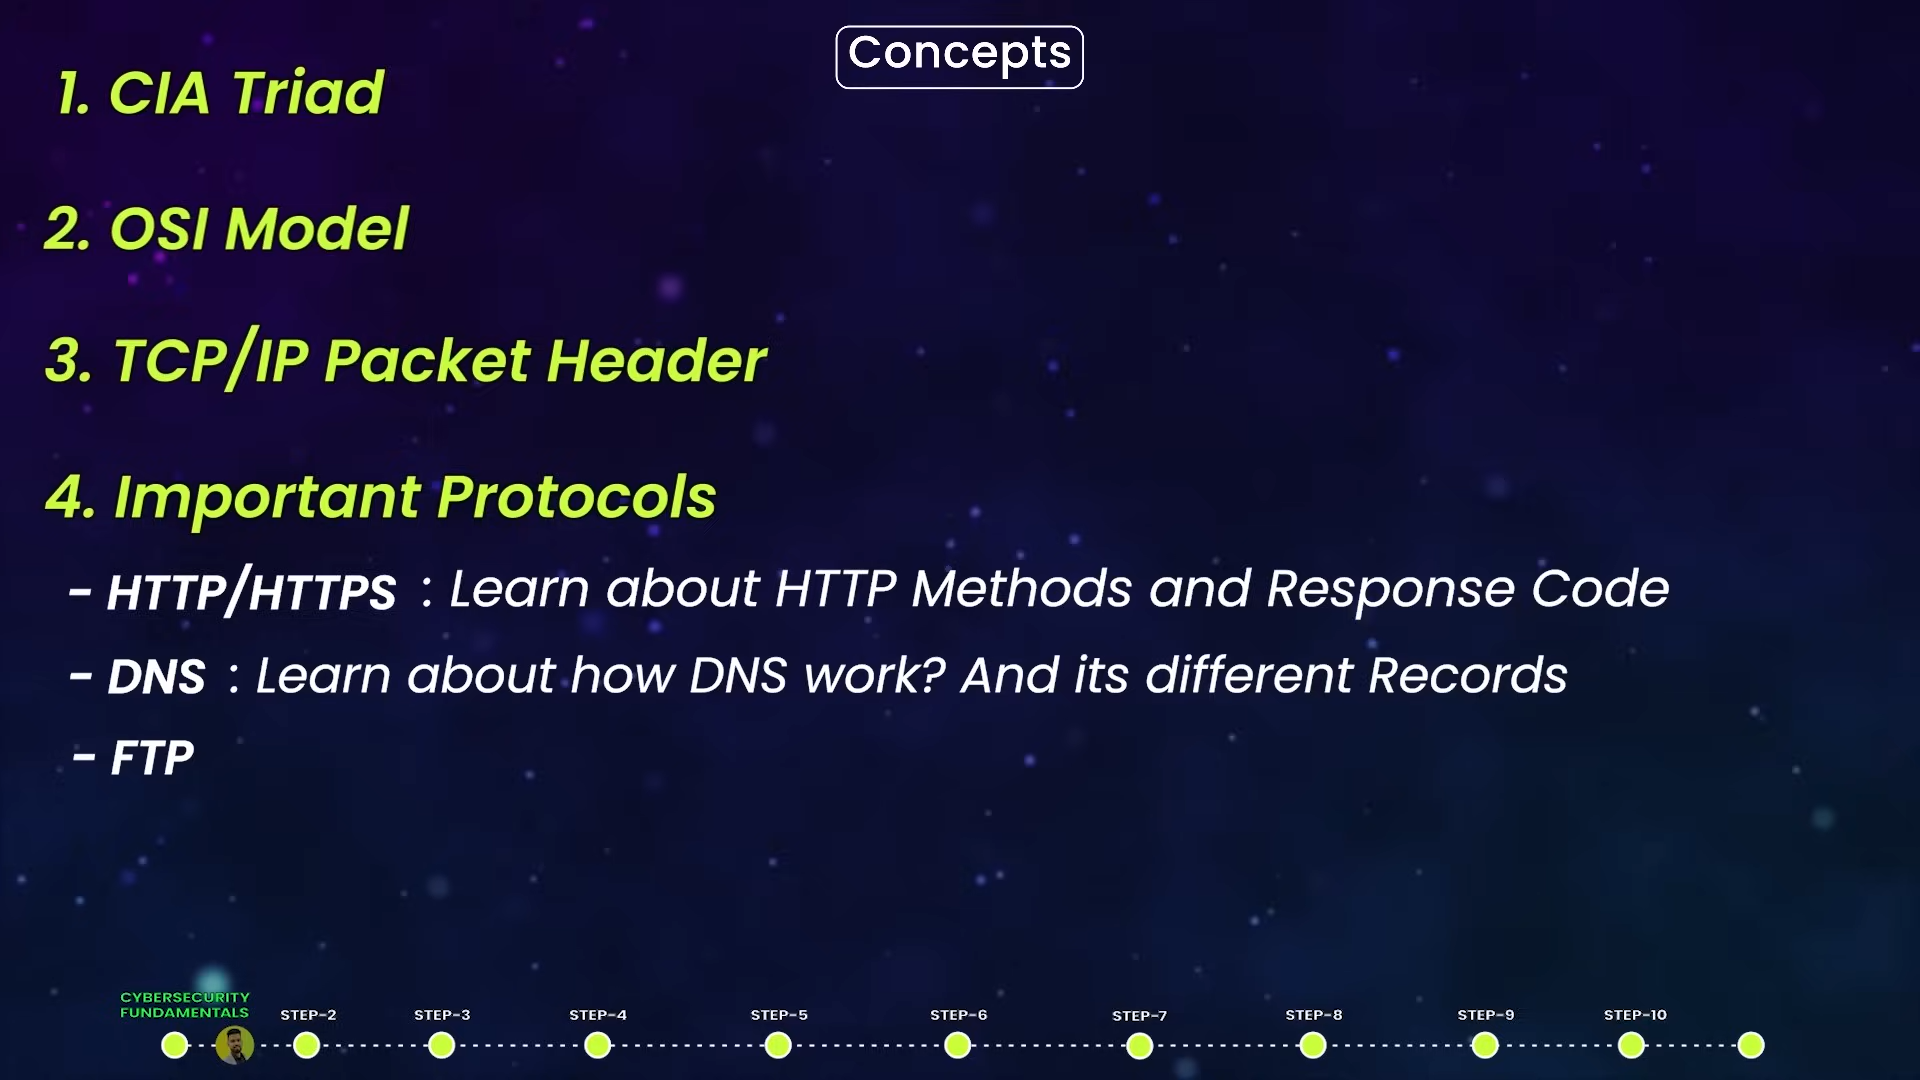 Concepts
1. CIA Triad
2. OSI Model
3. TCP/IP Packet Header
4. Important Protocols
- HTTP/HTTPS : Learn about HTTP Methods and Response Code
- DNS : Learn about how DNS work? And its different Records
- FTP
CYBERSECURITY
FUNDAMENTALS
STEP-2
STEP-3
STEP-4
STEP-5
STEP-6
STEP-7
STEP-8
STEP-9
STEP-10